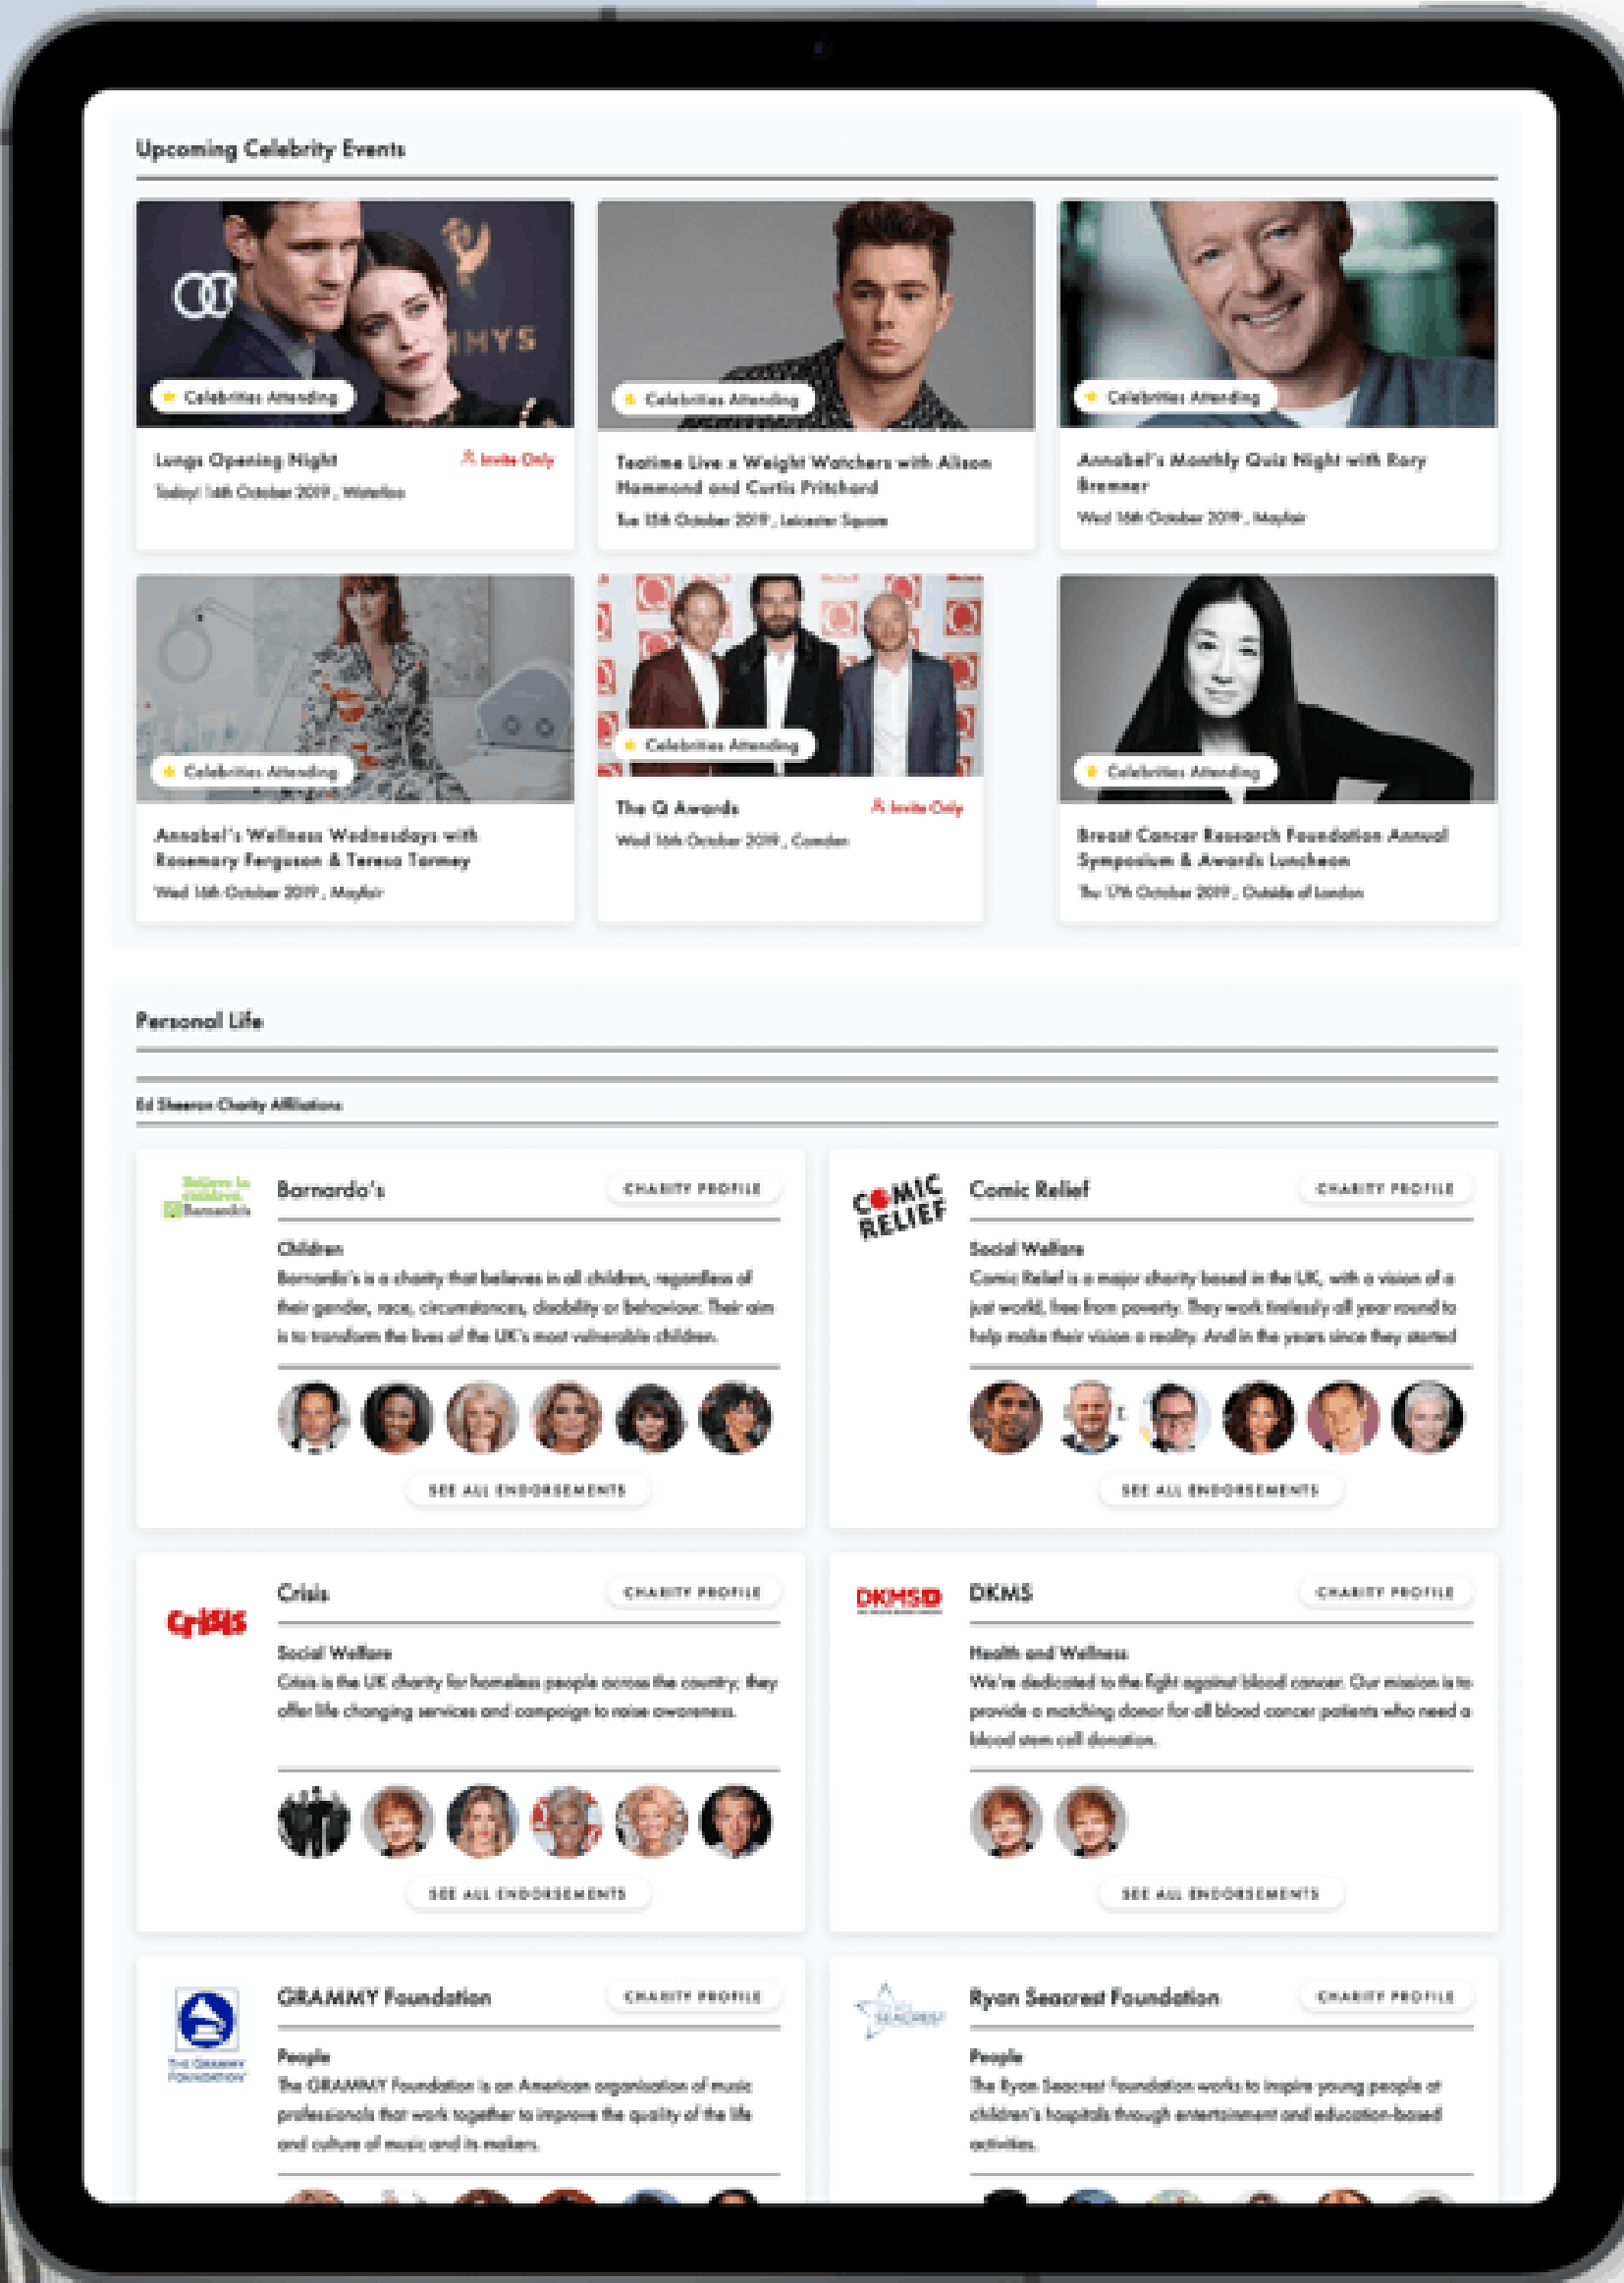 Upcoming Celebrity Events
MMYS
Celebrities Attending
Celebrities Attending
Celebrities Attending
Lungs Opening Night
Invite Only
Today! 14th October 2019 , Waterloo
Teatime Live x Weight Watchers with Alison
Hammond and Curtis Pritchard
Tue 15th October 2019 , Leicester Square
Annabel's Monthly Quiz Night with Rory
Bremner
Wed 16th October 2019 , Mayfair
Celebrities Attending
Celebrities Attending
Celebrities Attending
Annabel's Wellness Wednesdays with
Rosemary Ferguson & Teresa Tarmey
Wed 16th October 2019 , Mayfair
The Q Awards
Invite Only
Wed 16th October 2019 , Camden
Breast Cancer Research Foundation Annual
Symposium & Awards Luncheon
Thu 17th October 2019 , Outside of London
Personal Life
Ed Sheeran Charity Affiliations
Believe in
children
Barnardo's
Barnardo's
CHARITY PROFILE
Children
Barnardo's is a charity that believes in all children, regardless of
their gender, race, circumstances, disability or behaviour. Their aim
is to transform the lives of the UK's most vulnerable children.
SEE ALL ENDORSEMENTS
COMIC
RELIEF
Comic Relief
CHARITY PROFILE
Social Welfare
Comic Relief is a major charity based in the UK, with a vision of a
just world, free from poverty. They work tirelessly all year round to
help make their vision a reality. And in the years since they started
SEE ALL ENDORSEMENTS
CRISIS
Crisis
CHARITY PROFILE
Social Welfare
Crisis is the UK charity for homeless people across the country; they
offer life changing services and campaign to raise awareness.
SEE ALL ENDORSEMENTS
DKMS
DKMS
CHARITY PROFILE
Health and Wellness
We're dedicated to the fight against blood cancer. Our mission is to
provide a matching donor for all blood cancer patients who need a
blood stem cell donation.
SEE ALL ENDORSEMENTS
THE GRAMMY
FOUNDATION
GRAMMY Foundation
CHARITY PROFILE
People
The GRAMMY Foundation is an American organisation of music
professionals that work together to improve the quality of the life
and culture of music and its makers.
SEACREST
Ryan Seacrest Foundation
CHARITY PROFILE
People
The Ryan Seacrest Foundation works to inspire young people at
children's hospitals through entertainment and education-based
activities.